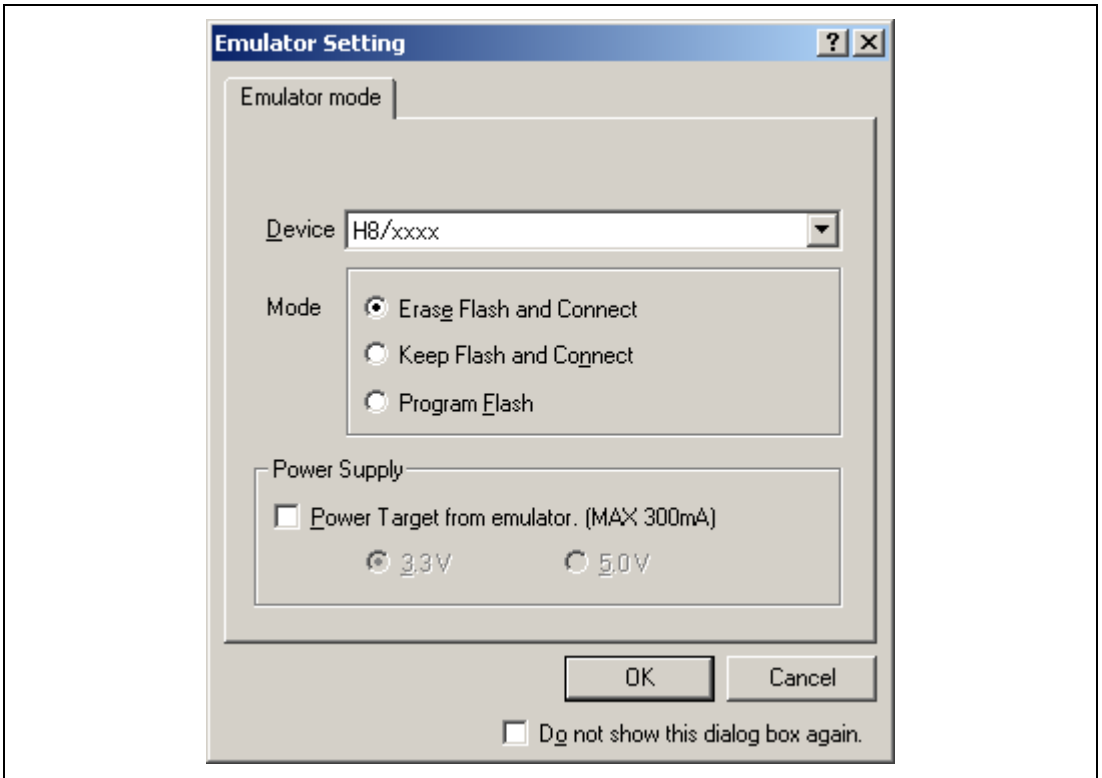 Emulator Setting
Emulator mode
Device H8/xxxx
Mode
Erase Flash and Connect
Keep Flash and Connect
Program Flash
Power Supply
Power Target from emulator. (MAX 300mA)
3.3V 5.0V
OK Cancel
Do not show this dialog box again.